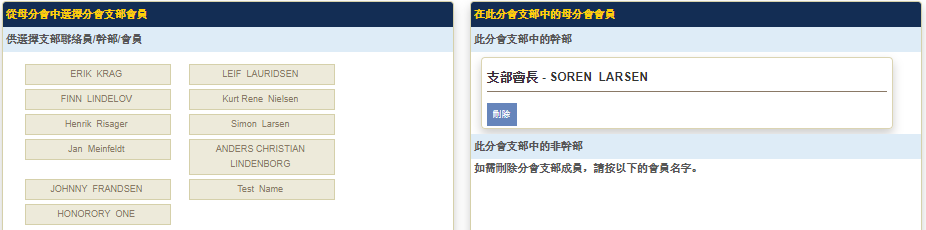 從母分會中選擇分會支部會員
供選擇支部聯絡員/幹部/會員
ERIK KRAG
LEIF LAURIDSEN
FINN LINDELOV
Kurt Rene Nielsen
Henrik Risager
Simon Larsen
Jan Meinfeldt
ANDERS CHRISTIAN
LINDENBORG
JOHNNY FRANDSEN
Test Name
HONORORY ONE
在此分會支部中的母分會會員
此分會支部中的幹部
支部會長 - SOREN LARSEN
刪除
此分會支部中的非幹部
如需刪除分會支部成員，請按以下的會員名字。